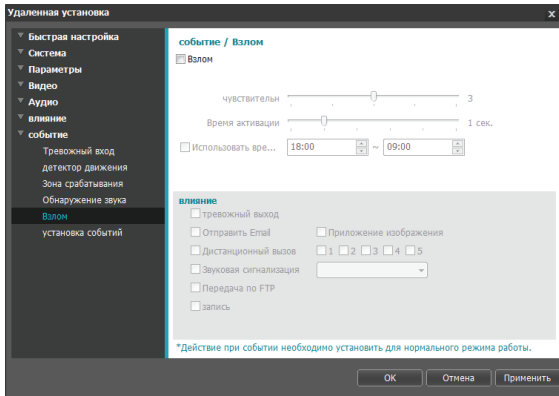 Удаленная установка
x
Быстрая настройка
Система
Параметры
Видео
Аудио
влияние
событие
Тревожный вход
детектор движения
Зона срабатывания
Обнаружение звука
Взлом
установка событий
событие / Взлом
Взлом
чувствительн 3
Время активации 1 сек.
Использовать вре... 18:00 ~ 09:00
влияние
тревожный выход
Отправить Email Приложение изображения
Дистанционный вызов 1 2 3 4 5
Звуковая сигнализация
Передача по FTP
запись
*Действие при событии необходимо установить для нормального режима работы.
OK Отмена Применить